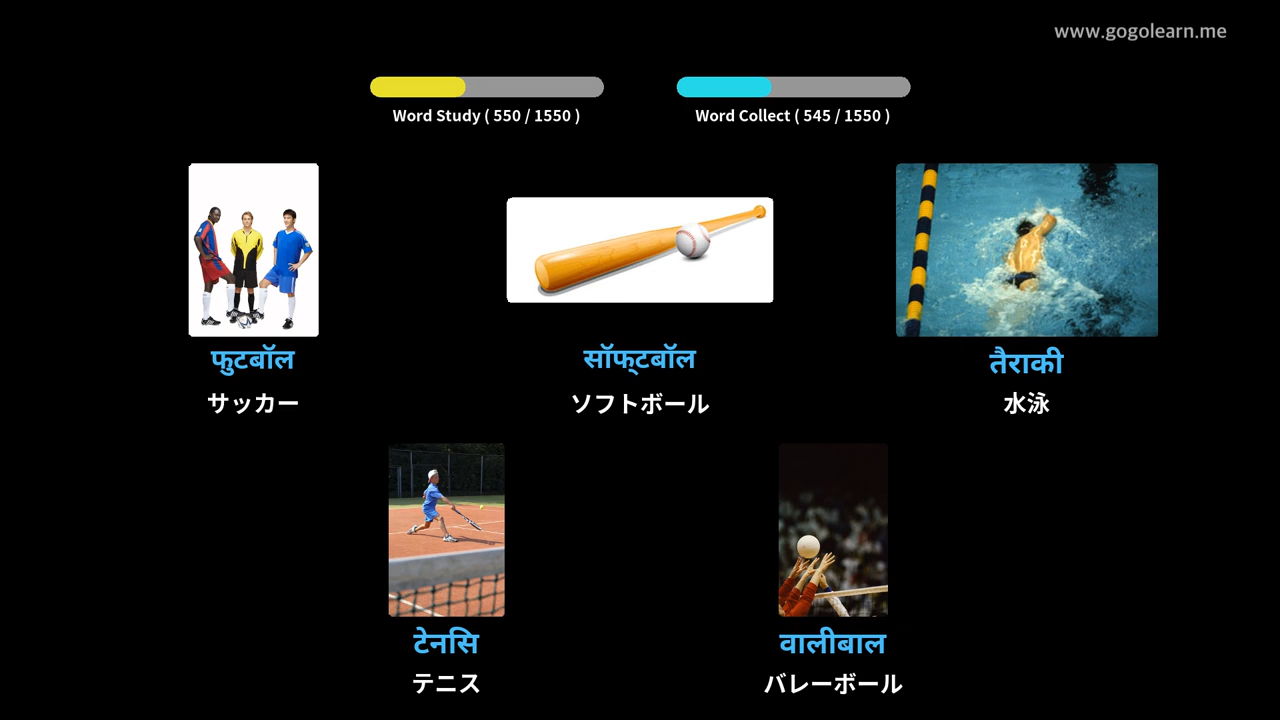 www.gogolearn.me
Word Study ( 550 / 1550 )
Word Collect ( 545 / 1550 )
फुटबॉल
सॉफ्टबॉल
तैराकी
サッカー
ソフトボール
水泳
टेनसि
वालीबाल
テニス
バレーボール